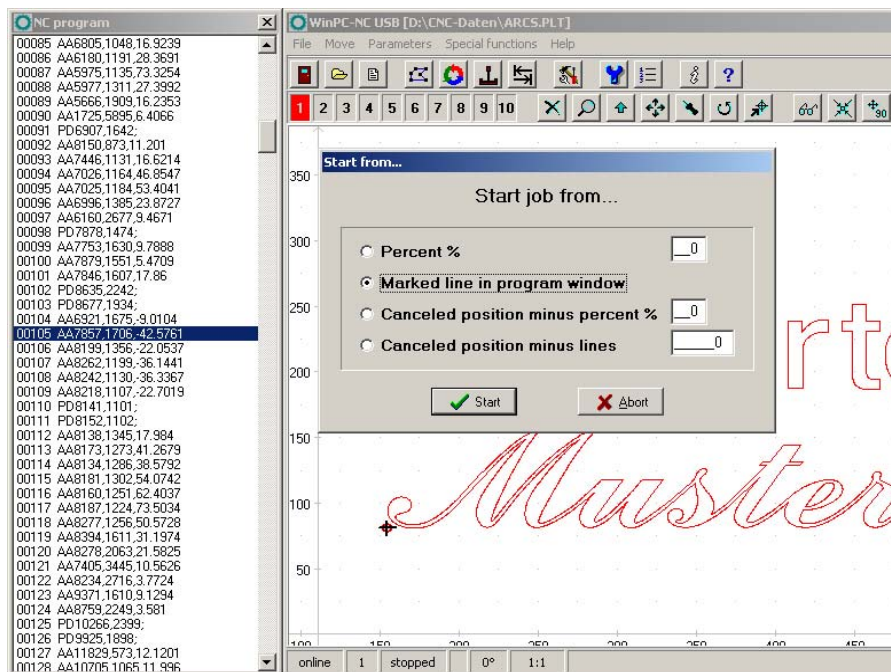 NC program
00085 AA6805,1048,16.9239
00086 AA6180,1191,28.3691
00087 AA5975,1135,73.3254
00088 AA5977,1311,27.3992
00089 AA5666,1909,16.2353
00090 AA1725,5895,6.4066
00091 PD6907,1642;
00092 AA8150,873,11.201
00093 AA7446,1131,16.6214
00094 AA7026,1164,46.8547
00095 AA7025,1184,53.4041
00096 AA6996,1385,23.8727
00097 AA6160,2677,9.4671
00098 PD7878,1474;
00099 AA7753,1630,9.7888
00100 AA7879,1551,5.4709
00101 AA7846,1607,17.86
00102 PD8635,2242;
00103 PD8677,1934;
00104 AA6921,1675,-9.0104
00105 AA7857,1706,-42.5761
00106 AA8199,1356,-22.0537
00107 AA8262,1199,-36.1441
00108 AA8242,1130,-36.3367
00109 AA8218,1107,-22.7019
00110 PD8141,1101;
00111 PD8152,1102;
00112 AA8138,1345,17.984
00113 AA8173,1273,41.2679
00114 AA8134,1286,38.5792
00115 AA8181,1302,54.0742
00116 AA8160,1251,62.4037
00117 AA8187,1224,73.5034
00118 AA8277,1256,50.5728
00119 AA8394,1611,31.1974
00120 AA8278,2063,21.5825
00121 AA7405,3445,10.5626
00122 AA8234,2716,3.7724
00123 AA9371,1610,9.1294
00124 AA8759,2249,3.581
00125 PD10266,2399;
00126 PD9925,1898;
00127 AA11829,573,12.1201
00128 AA10705,1065,11.996
WinPC-NC USB [D:\CNC-Daten\ARCS.PLT]
File Move Parameters Special functions Help
1 2 3 4 5 6 7 8 9 10
90
Start from...
Start job from...
Percent % __0
Marked line in program window
Canceled position minus percent % __0
Canceled position minus lines _____0
Start Abort
350
300
250
200
150
100
50
100 150 200 250 300 350 400 450
rt
Muster
online 1 stopped 0° 1:1